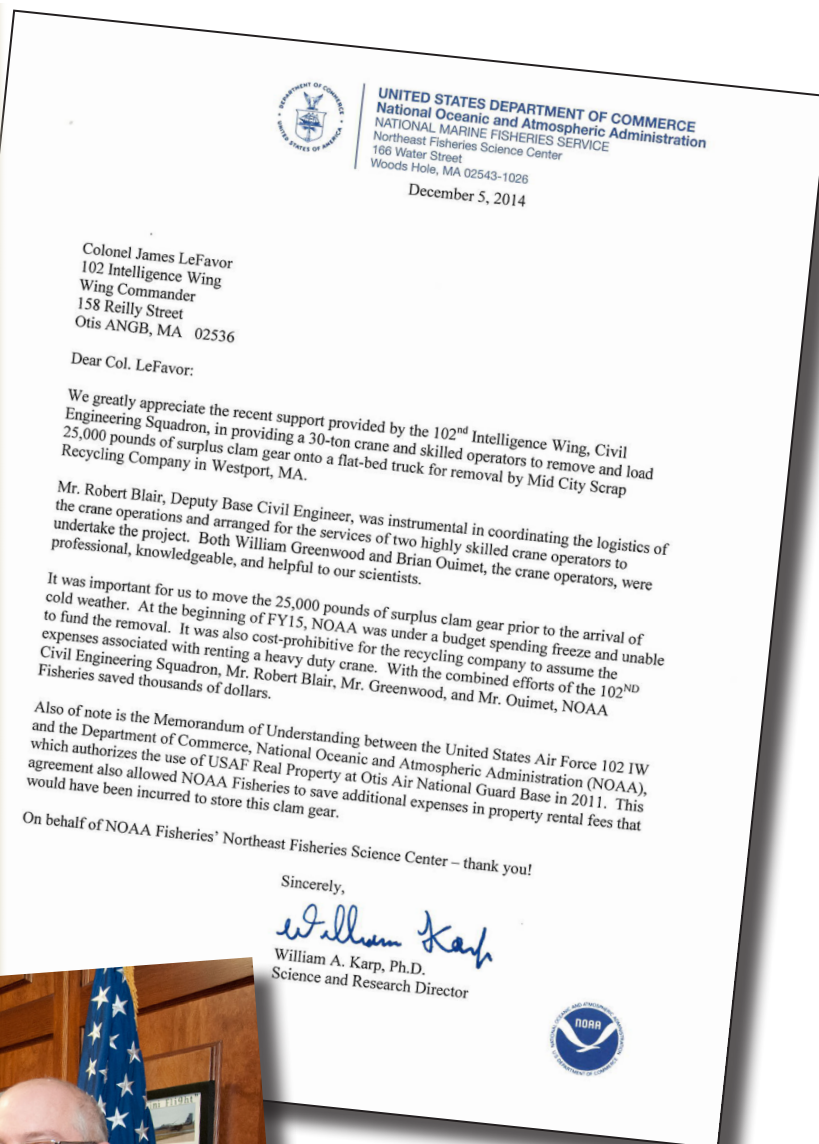 DEPARTMENT OF COMMERCE
UNITED STATES OF AMERICA
UNITED STATES DEPARTMENT OF COMMERCE
National Oceanic and Atmospheric Administration
NATIONAL MARINE FISHERIES SERVICE
Northeast Fisheries Science Center
166 Water Street
Woods Hole, MA 02543-1026
December 5, 2014
Colonel James LeFavor
102 Intelligence Wing
Wing Commander
158 Reilly Street
Otis ANGB, MA 02536
Dear Col. LeFavor:
We greatly appreciate the recent support provided by the 102nd Intelligence Wing, Civil
Engineering Squadron, in providing a 30-ton crane and skilled operators to remove and load
25,000 pounds of surplus clam gear onto a flat-bed truck for removal by Mid City Scrap
Recycling Company in Westport, MA.
Mr. Robert Blair, Deputy Base Civil Engineer, was instrumental in coordinating the logistics of
the crane operations and arranged for the services of two highly skilled crane operators to
undertake the project. Both William Greenwood and Brian Ouimet, the crane operators, were
professional, knowledgeable, and helpful to our scientists.
It was important for us to move the 25,000 pounds of surplus clam gear prior to the arrival of
cold weather. At the beginning of FY15, NOAA was under a budget spending freeze and unable
to fund the removal. It was also cost-prohibitive for the recycling company to assume the
expenses associated with renting a heavy duty crane. With the combined efforts of the 102ND
Civil Engineering Squadron, Mr. Robert Blair, Mr. Greenwood, and Mr. Ouimet, NOAA
Fisheries saved thousands of dollars.
Also of note is the Memorandum of Understanding between the United States Air Force 102 IW
and the Department of Commerce, National Oceanic and Atmospheric Administration (NOAA),
which authorizes the use of USAF Real Property at Otis Air National Guard Base in 2011. This
agreement also allowed NOAA Fisheries to save additional expenses in property rental fees that
would have been incurred to store this clam gear.
On behalf of NOAA Fisheries' Northeast Fisheries Science Center – thank you!
Sincerely,
William Karp
William A. Karp, Ph.D.
Science and Research Director
NATIONAL OCEANIC AND ATMOSPHERIC ADMINISTRATION
NOAA
U.S. DEPARTMENT OF COMMERCE